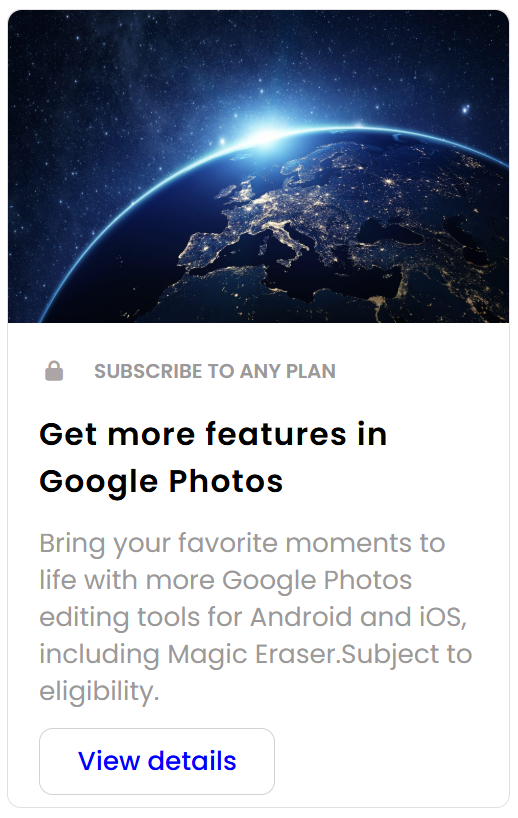 SUBSCRIBE TO ANY PLAN
Get more features in
Google Photos
Bring your favorite moments to
life with more Google Photos
editing tools for Android and iOS,
including Magic Eraser.Subject to
eligibility.
View details